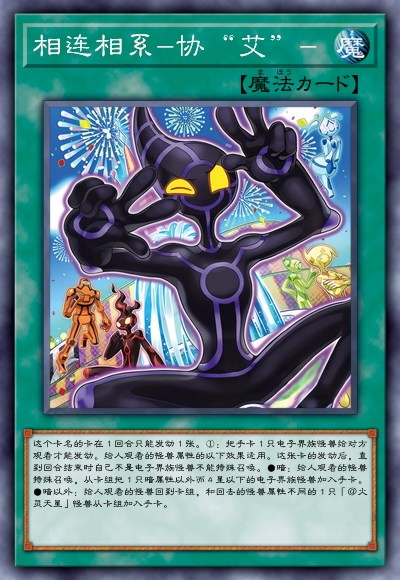 相连相系-协“艾”- 魔
【魔法カード】
まほう
这个卡名的卡在1回合只能发动1张。①：把手卡1只电子界族怪兽给对方
观看才能发动。给人观看的怪兽属性的以下效果适用。这张卡的发动后，直
到回合结束时自己不是电子界族怪兽不能特殊召唤。●暗：给人观看的怪兽
特殊召唤，从卡组把1只暗属性以外而4星以下的电子界族怪兽加入手卡。
●暗以外：给人观看的怪兽回到卡组，和回去的怪兽属性不同的1只「@火
灵天星」怪兽从卡组加入手卡。